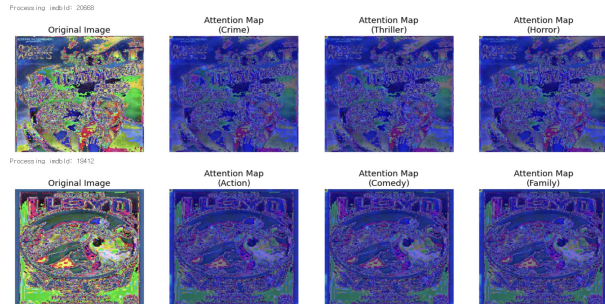 Processing imdbId: 20668
Original Image
Attention Map
(Crime)
Attention Map
(Thriller)
Attention Map
(Horror)
Processing imdbId: 19412
Original Image
Attention Map
(Action)
Attention Map
(Comedy)
Attention Map
(Family)